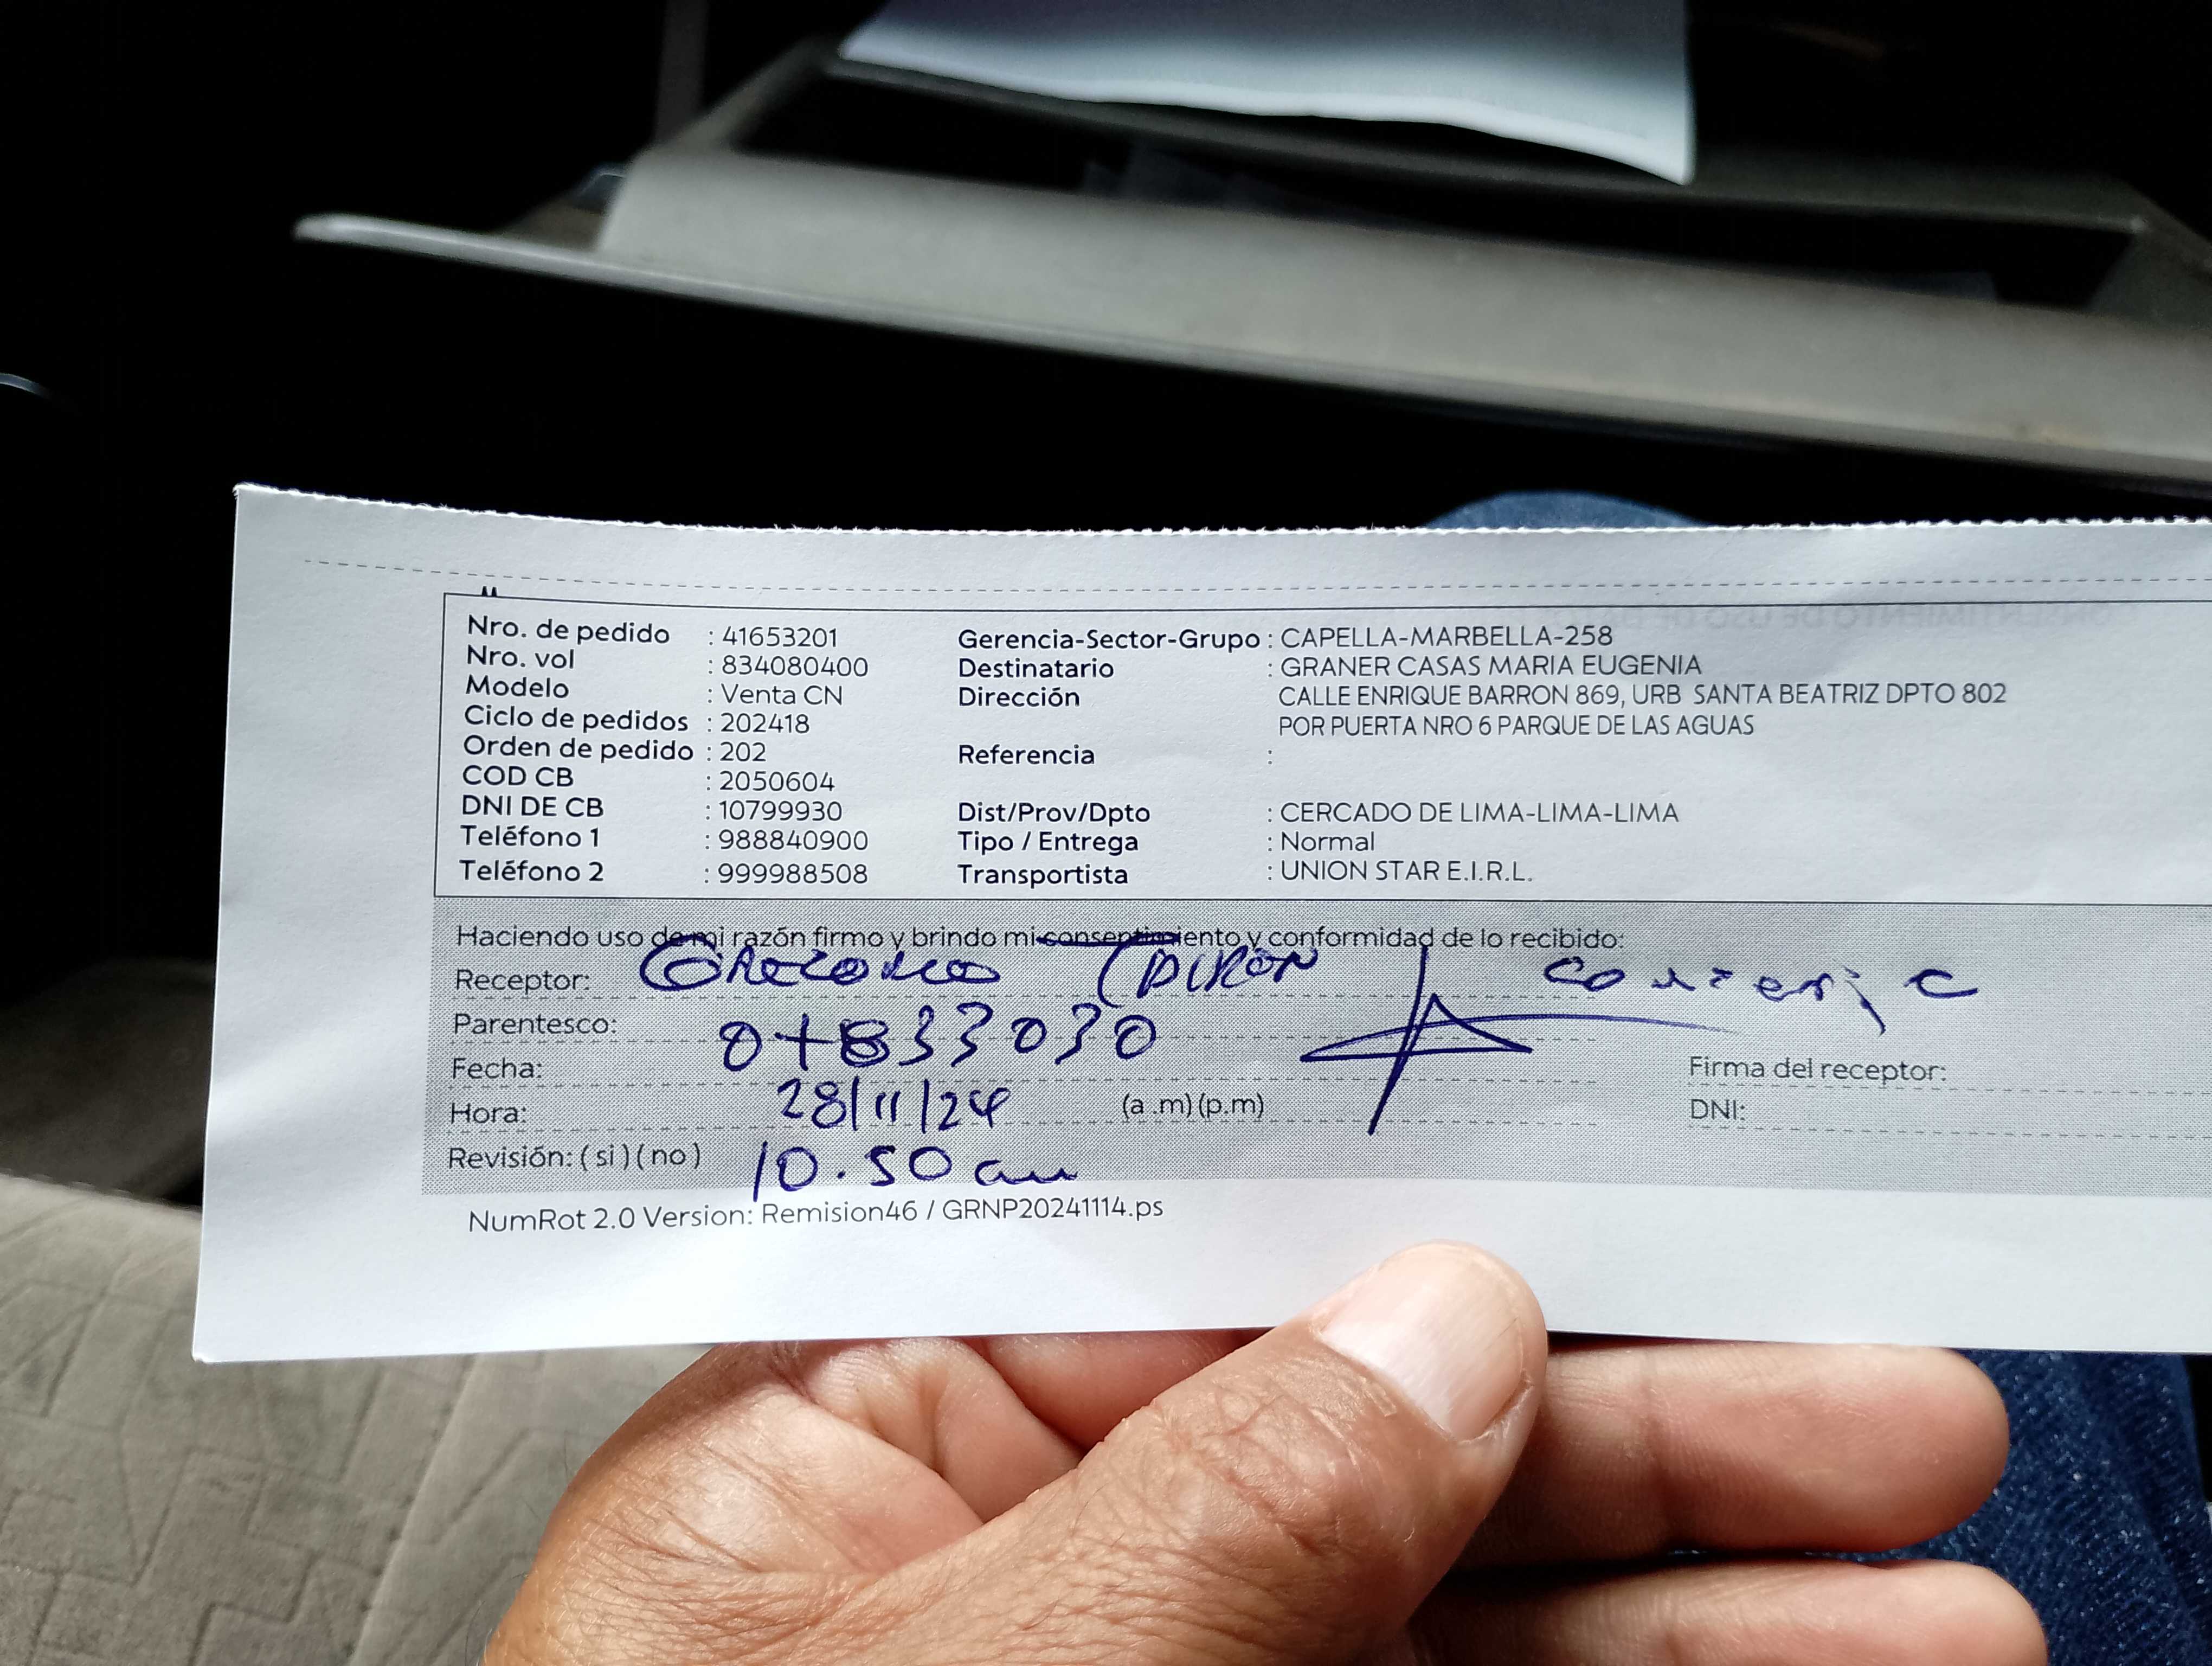 Nro. de pedido : 41653201 Gerencia-Sector-Grupo : CAPELLA-MARBELLA-258
Nro. vol : 834080400 Destinatario : GRANER CASAS MARIA EUGENIA
Modelo : Venta CN Dirección CALLE ENRIQUE BARRON 869, URB SANTA BEATRIZ DPTO 802
Ciclo de pedidos : 202418 POR PUERTA NRO 6 PARQUE DE LAS AGUAS
Orden de pedido : 202 Referencia :
COD CB : 2050604
DNI DE CB : 10799930 Dist/Prov/Dpto : CERCADO DE LIMA-LIMA-LIMA
Teléfono 1 : 988840900 Tipo / Entrega : Normal
Teléfono 2 : 999988508 Transportista : UNION STAR E.I.R.L.
Haciendo uso de mi razón firmo y brindo mi consentimiento y conformidad de lo recibido:
Receptor:
Parentesco:
Fecha: Firma del receptor:
Hora: 28/11/24 (a .m) (p.m) DNI:
Revisión: ( si ) ( no ) 10.50 am
NumRot 2.0 Version: Remision46 / GRNP20241114.ps